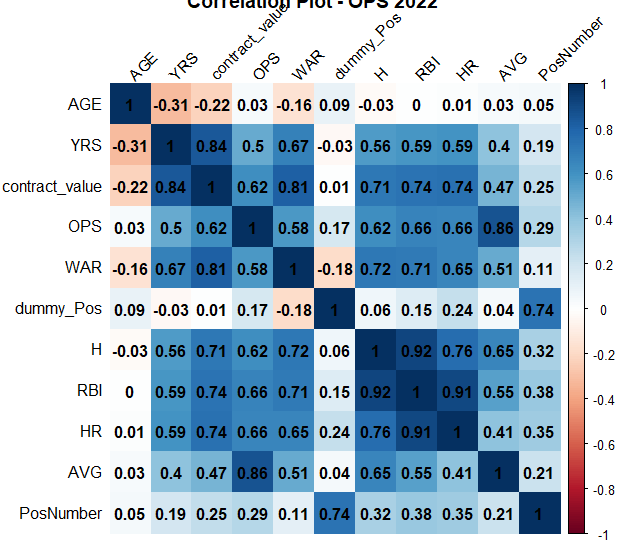 Correlation Plot - OPS 2022
AGE YRS contract_value OPS WAR dummy_Pos H RBI HR AVG PosNumber
AGE 1 -0.31 -0.22 0.03 -0.16 0.09 -0.03 0 0.01 0.03 0.05
YRS -0.31 1 0.84 0.5 0.67 -0.03 0.56 0.59 0.59 0.4 0.19
contract_value -0.22 0.84 1 0.62 0.81 0.01 0.71 0.74 0.74 0.47 0.25
OPS 0.03 0.5 0.62 1 0.58 0.17 0.62 0.66 0.66 0.86 0.29
WAR -0.16 0.67 0.81 0.58 1 -0.18 0.72 0.71 0.65 0.51 0.11
dummy_Pos 0.09 -0.03 0.01 0.17 -0.18 1 0.06 0.15 0.24 0.04 0.74
H -0.03 0.56 0.71 0.62 0.72 0.06 1 0.92 0.76 0.65 0.32
RBI 0 0.59 0.74 0.66 0.71 0.15 0.92 1 0.91 0.55 0.38
HR 0.01 0.59 0.74 0.66 0.65 0.24 0.76 0.91 1 0.41 0.35
AVG 0.03 0.4 0.47 0.86 0.51 0.04 0.65 0.55 0.41 1 0.21
PosNumber 0.05 0.19 0.25 0.29 0.11 0.74 0.32 0.38 0.35 0.21 1
1
0.8
0.6
0.4
0.2
0
-0.2
-0.4
-0.6
-0.8
-1